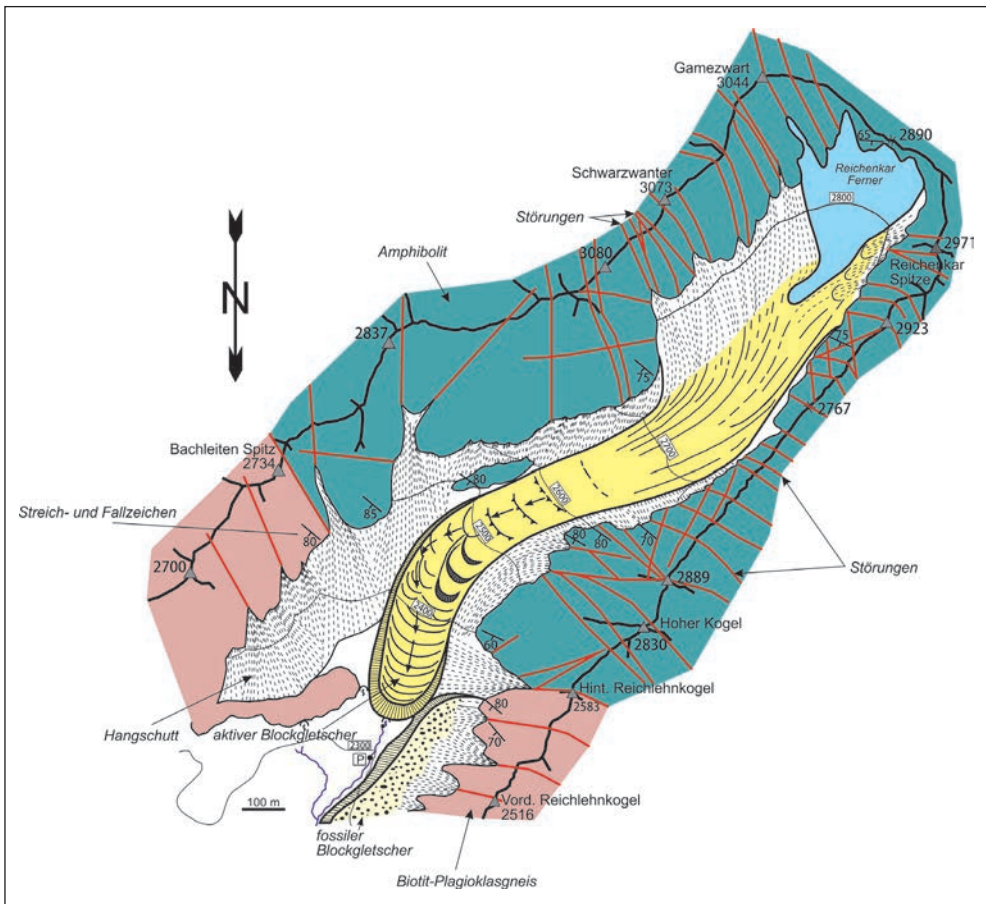 Gamezwart
3044
65
2890
Reichenkar
Ferner
Schwarzwanter
3073
2800
Störungen
2971
Reichenkar
Spitze
Amphibolit
3080
N
2923
2837
75
75
2767
2700
Bachleiten Spitz
2734
80
2600
Streich- und Fallzeichen
85
2500
80
80
80
70
Störungen
2700
2889
2400
Hoher Kogel
2830
60
Hint. Reichlehnkogel
2583
80
Hangschutt
aktiver Blockgletscher
70
2300
P
100 m
Vord. Reichlehnkogel
2516
fossiler
Blockgletscher
Biotit-Plagioklasgneis